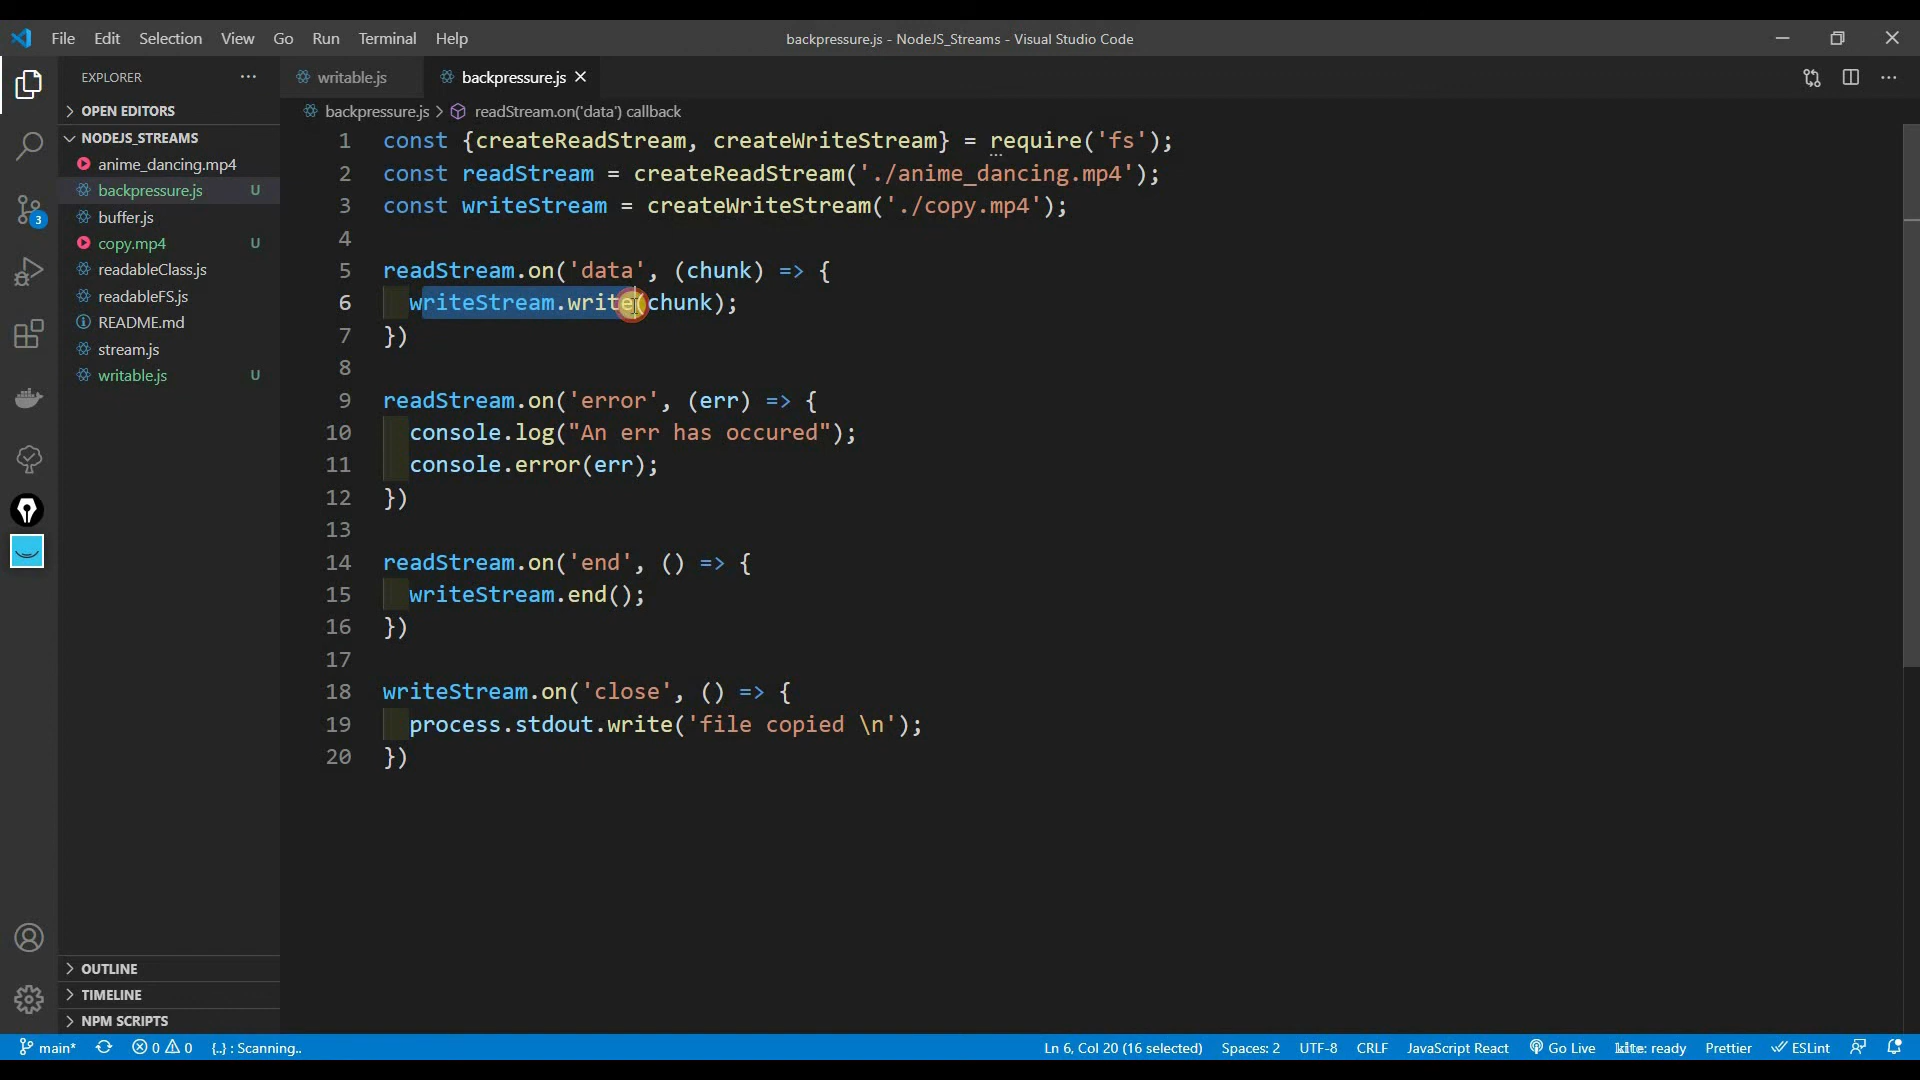 File Edit Selection View Go Run Terminal Help
backpressure.js - NodeJS_Streams - Visual Studio Code
EXPLORER
OPEN EDITORS
NODEJS_STREAMS
anime_dancing.mp4
backpressure.js U
buffer.js
copy.mp4 U
readableClass.js
readableFS.js
README.md
stream.js
writable.js U
OUTLINE
TIMELINE
NPM SCRIPTS
3
writable.js backpressure.js
backpressure.js > readStream.on('data') callback
1 const {createReadStream, createWriteStream} = require('fs');
2 const readStream = createReadStream('./anime_dancing.mp4');
3 const writeStream = createWriteStream('./copy.mp4');
4
5 readStream.on('data', (chunk) => {
6 writeStream.write(chunk);
7 })
8
9 readStream.on('error', (err) => {
10 console.log("An err has occured");
11 console.error(err);
12 })
13
14 readStream.on('end', () => {
15 writeStream.end();
16 })
17
18 writeStream.on('close', () => {
19 process.stdout.write('file copied \n');
20 })
main* 0 0 {..} : Scanning.. Ln 6, Col 20 (16 selected) Spaces: 2 UTF-8 CRLF JavaScript React Go Live kite: ready Prettier ESLint